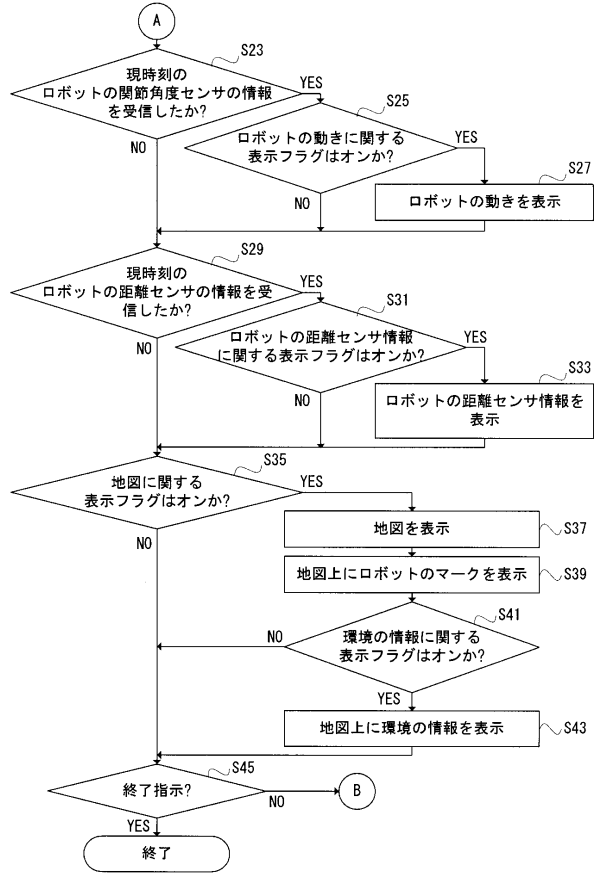 A
S23
現時刻の
ロボットの関節角度センサの情報
を受信したか?
YES
NO
S25
ロボットの動きに関する
表示フラグはオンか?
YES
NO
S27
ロボットの動きを表示
S29
現時刻の
ロボットの距離センサの情報を受
信したか?
YES
NO
S31
ロボットの距離センサ情報
に関する表示フラグはオンか?
YES
NO
S33
ロボットの距離センサ情報を
表示
S35
地図に関する
表示フラグはオンか?
YES
NO
地図を表示
S37
地図上にロボットのマークを表示
S39
S41
環境の情報に関する
表示フラグはオンか?
NO
YES
地図上に環境の情報を表示
S43
S45
終了指示?
NO
B
YES
終了